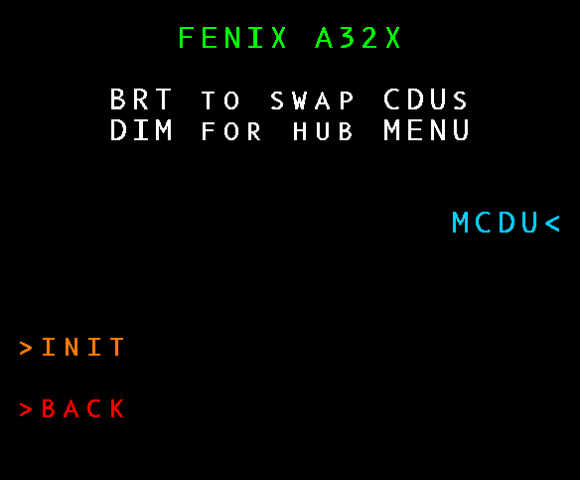 FENIX A32X
BRT TO SWAP CDUs
DIM FOR HUB MENU
MCDU<
>INIT
>BACK